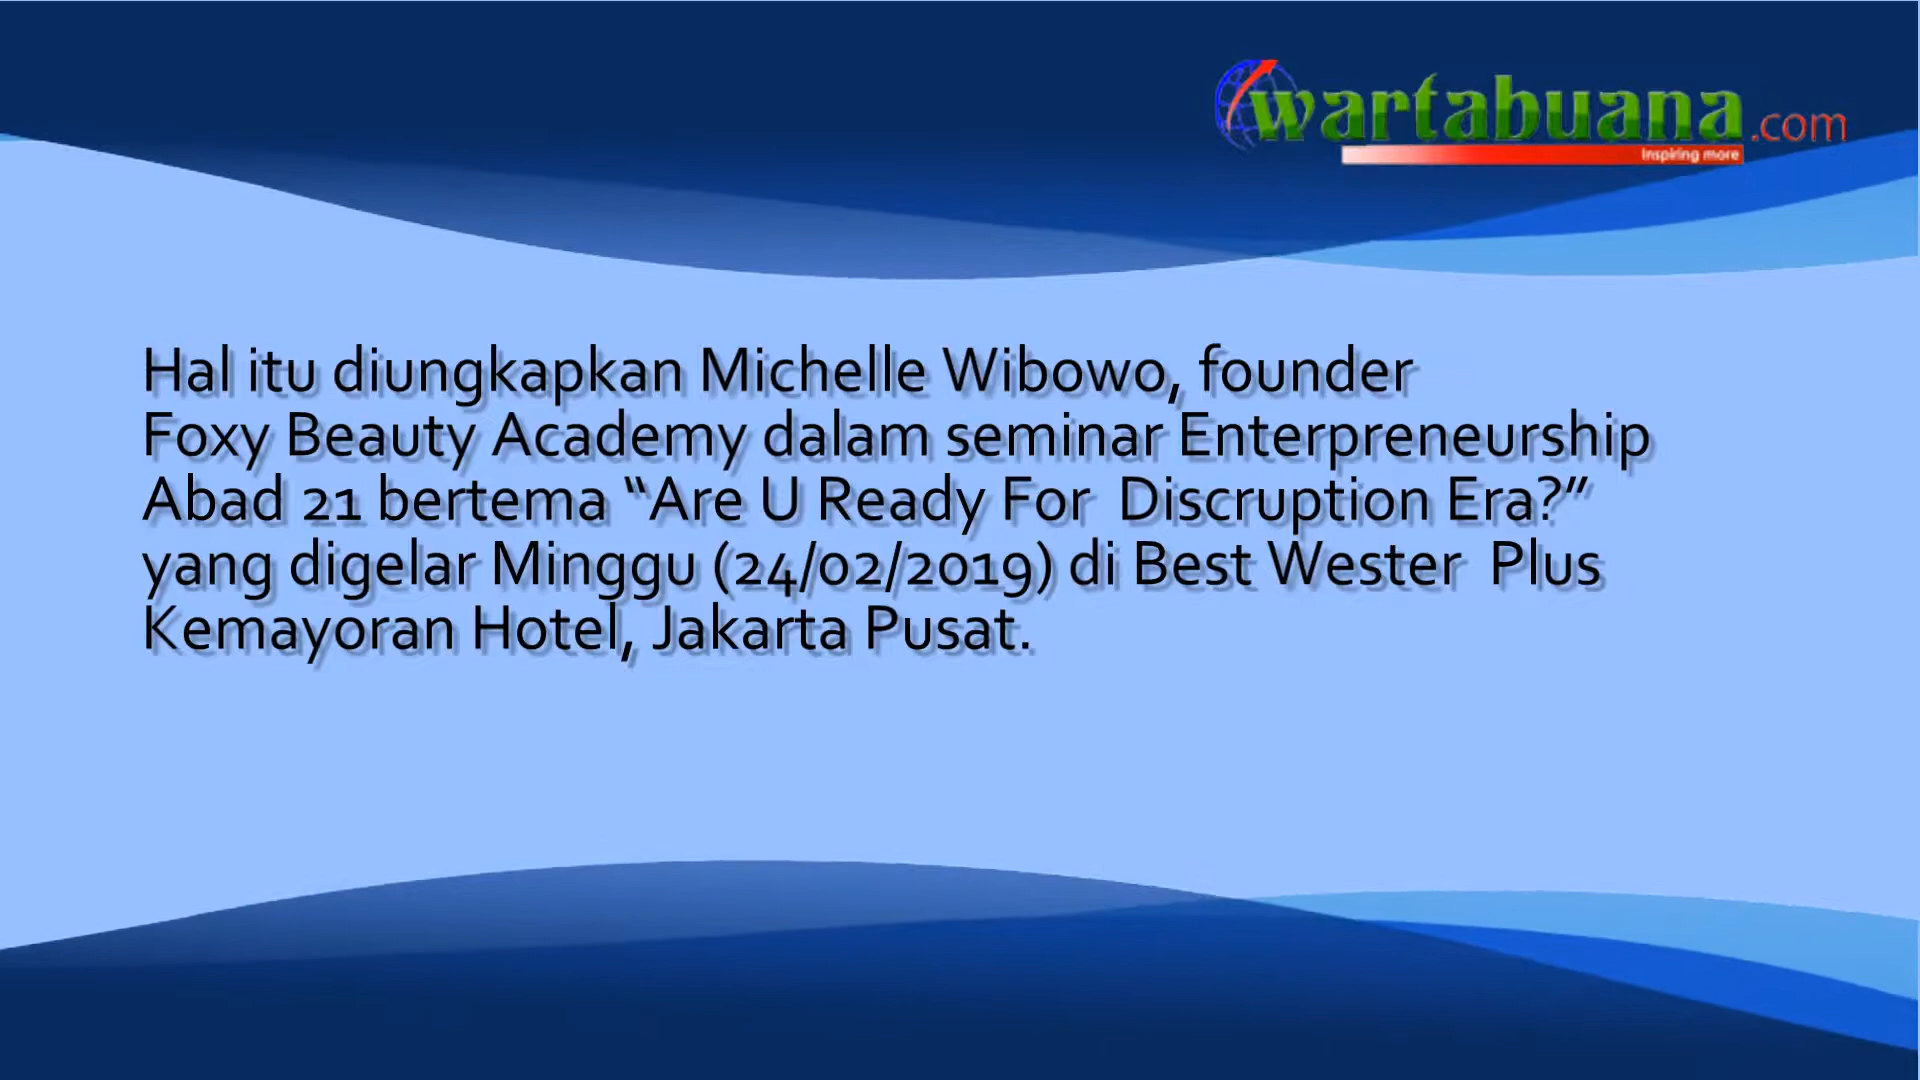 wartabuana.com
Inspiring more
Hal itu diungkapkan Michelle Wibowo, founder
Foxy Beauty Academy dalam seminar Enterpreneurship
Abad 21 bertema “Are U Ready For Discruption Era?”
yang digelar Minggu (24/02/2019) di Best Wester Plus
Kemayoran Hotel, Jakarta Pusat.